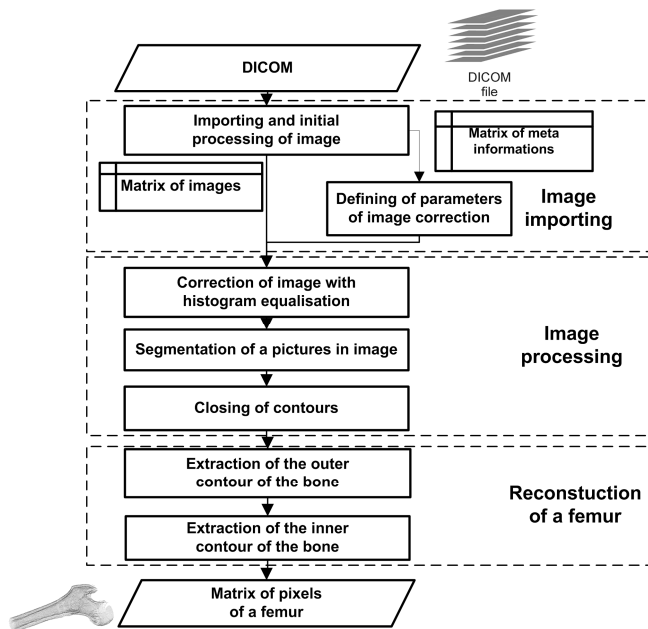 DICOM
DICOM
file
Importing and initial
processing of image
Matrix of meta
informations
Matrix of images
Defining of parameters
of image correction
Image
importing
Correction of image with
histogram equalisation
Segmentation of a pictures in image
Closing of contours
Image
processing
Extraction of the outer
contour of the bone
Extraction of the inner
contour of the bone
Reconstuction
of a femur
Matrix of pixels
of a femur